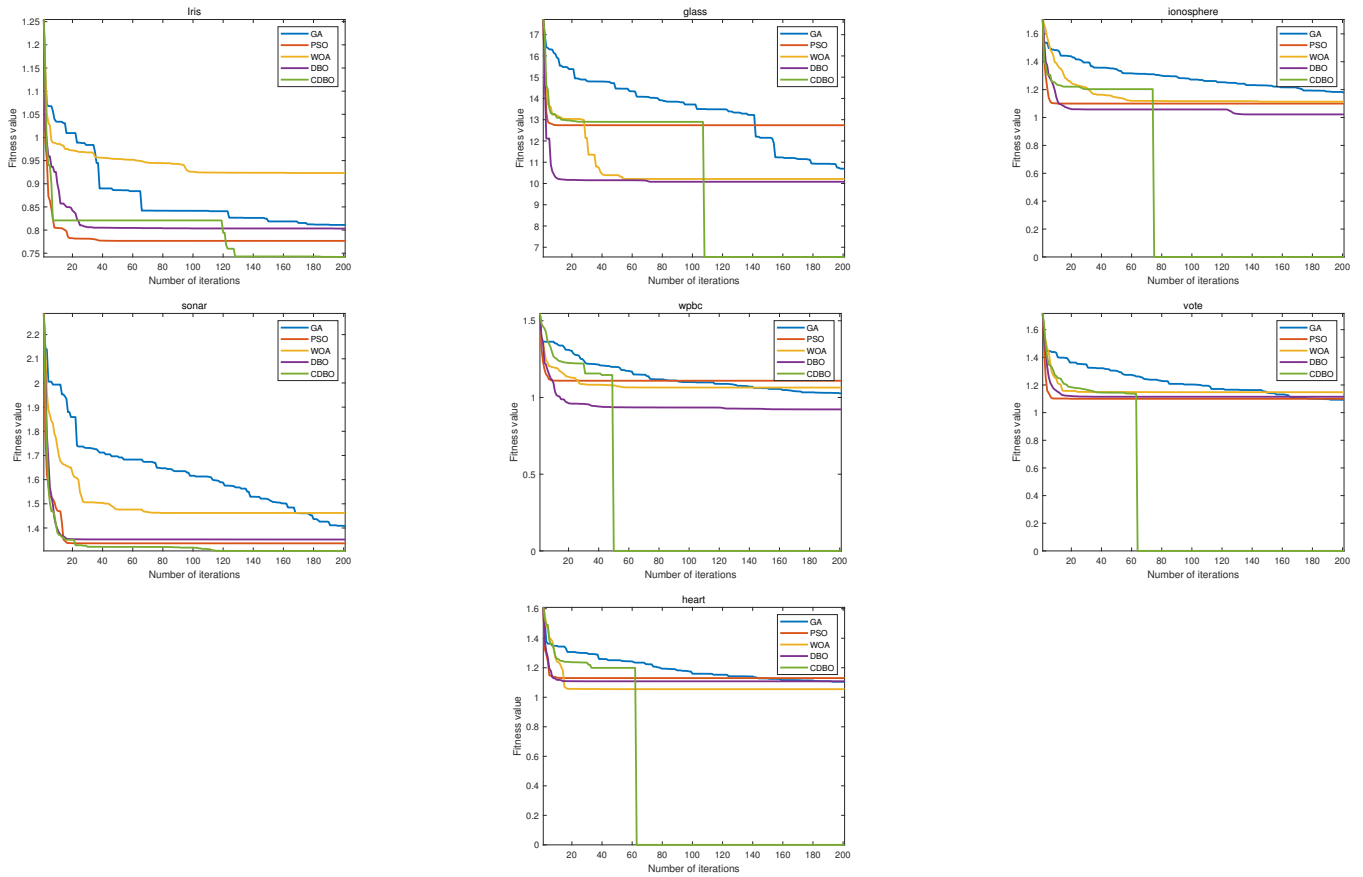 Iris
1.25
1.2
1.15
1.1
1.05
1
0.95
0.9
0.85
0.8
0.75
Fitness value
20 40 60 80 100 120 140 160 180 200
Number of iterations
GA
PSO
WOA
DBO
CDBO
glass
17
16
15
14
13
12
11
10
9
8
7
Fitness value
20 40 60 80 100 120 140 160 180 200
Number of iterations
GA
PSO
WOA
DBO
CDBO
ionosphere
1.6
1.4
1.2
1
0.8
0.6
0.4
0.2
0
Fitness value
20 40 60 80 100 120 140 160 180 200
Number of iterations
GA
PSO
WOA
DBO
CDBO
sonar
2.2
2.1
2
1.9
1.8
1.7
1.6
1.5
1.4
Fitness value
20 40 60 80 100 120 140 160 180 200
Number of iterations
GA
PSO
WOA
DBO
CDBO
wpbc
1.5
1
0.5
0
Fitness value
20 40 60 80 100 120 140 160 180 200
Number of iterations
GA
PSO
WOA
DBO
CDBO
vote
1.6
1.4
1.2
1
0.8
0.6
0.4
0.2
0
Fitness value
20 40 60 80 100 120 140 160 180 200
Number of iterations
GA
PSO
WOA
DBO
CDBO
heart
1.6
1.4
1.2
1
0.8
0.6
0.4
0.2
0
Fitness value
20 40 60 80 100 120 140 160 180 200
Number of iterations
GA
PSO
WOA
DBO
CDBO